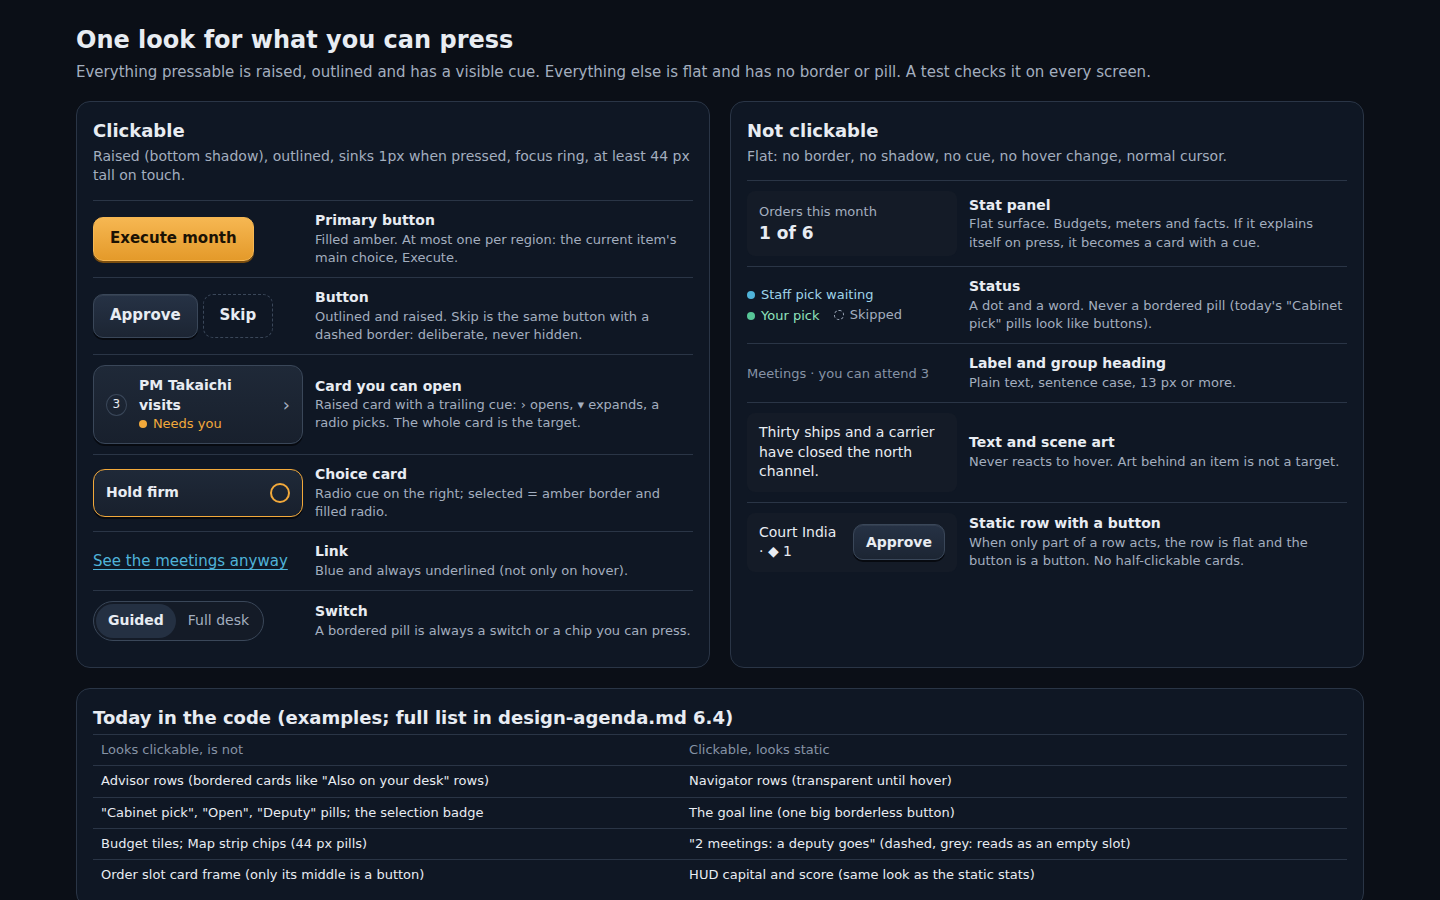 One look for what you can press
Everything pressable is raised, outlined and has a visible cue. Everything else is flat and has no border or pill. A test checks it on every screen.
Clickable
Raised (bottom shadow), outlined, sinks 1px when pressed, focus ring, at least 44 px
tall on touch.
Execute month
Primary button
Filled amber. At most one per region: the current item's
main choice, Execute.
Approve
Skip
Button
Outlined and raised. Skip is the same button with a
dashed border: deliberate, never hidden.
3
PM Takaichi
visits
Needs you
›
Card you can open
Raised card with a trailing cue: › opens, ▾ expands, a
radio picks. The whole card is the target.
Hold firm
Choice card
Radio cue on the right; selected = amber border and
filled radio.
See the meetings anyway
Link
Blue and always underlined (not only on hover).
Guided
Full desk
Switch
A bordered pill is always a switch or a chip you can press.
Not clickable
Flat: no border, no shadow, no cue, no hover change, normal cursor.
Orders this month
1 of 6
Stat panel
Flat surface. Budgets, meters and facts. If it explains
itself on press, it becomes a card with a cue.
Staff pick waiting
Your pick
Skipped
Status
A dot and a word. Never a bordered pill (today's "Cabinet
pick" pills look like buttons).
Meetings · you can attend 3
Label and group heading
Plain text, sentence case, 13 px or more.
Thirty ships and a carrier
have closed the north
channel.
Text and scene art
Never reacts to hover. Art behind an item is not a target.
Court India
· ◆ 1
Approve
Static row with a button
When only part of a row acts, the row is flat and the
button is a button. No half-clickable cards.
Today in the code (examples; full list in design-agenda.md 6.4)
Looks clickable, is not
Clickable, looks static
Advisor rows (bordered cards like "Also on your desk" rows)
Navigator rows (transparent until hover)
"Cabinet pick", "Open", "Deputy" pills; the selection badge
The goal line (one big borderless button)
Budget tiles; Map strip chips (44 px pills)
"2 meetings: a deputy goes" (dashed, grey: reads as an empty slot)
Order slot card frame (only its middle is a button)
HUD capital and score (same look as the static stats)